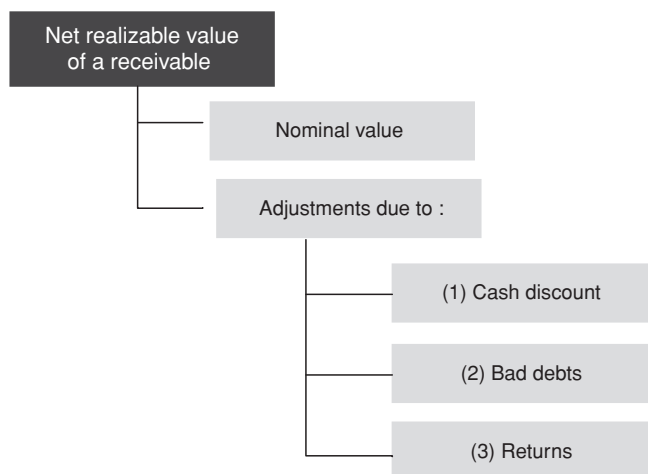 Net realizable value
of a receivable
Nominal value
Adjustments due to :
(1) Cash discount
(2) Bad debts
(3) Returns